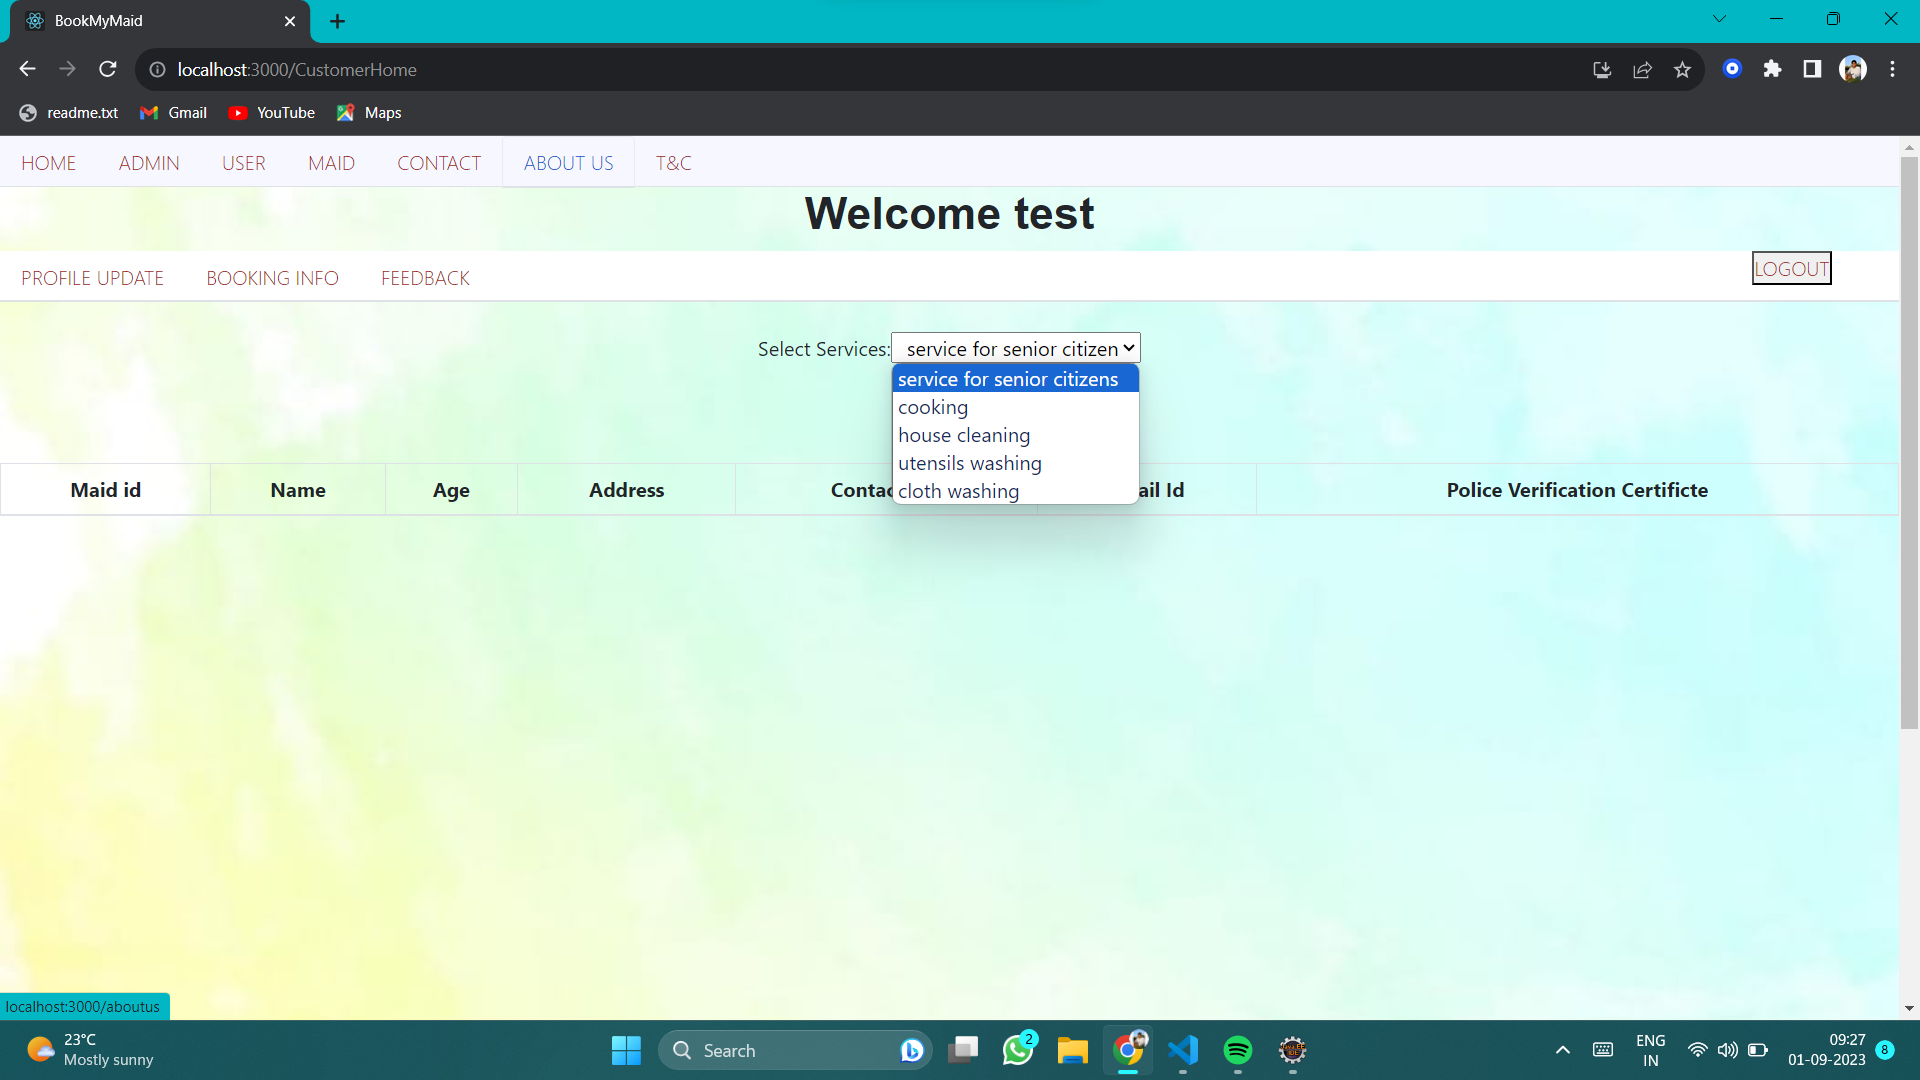 BookMyMaid
localhost:3000/CustomerHome
readme.txt Gmail YouTube Maps
HOME ADMIN USER MAID CONTACT ABOUT US T&C
Welcome test
PROFILE UPDATE BOOKING INFO FEEDBACK LOGOUT
Select Services: service for senior citizen
service for senior citizens
cooking
house cleaning
utensils washing
cloth washing
Maid id Name Age Address Contac ail Id Police Verification Certificte
localhost:3000/aboutus
23°C
Mostly sunny
Search
2
ENG
IN
09:27
01-09-2023
8